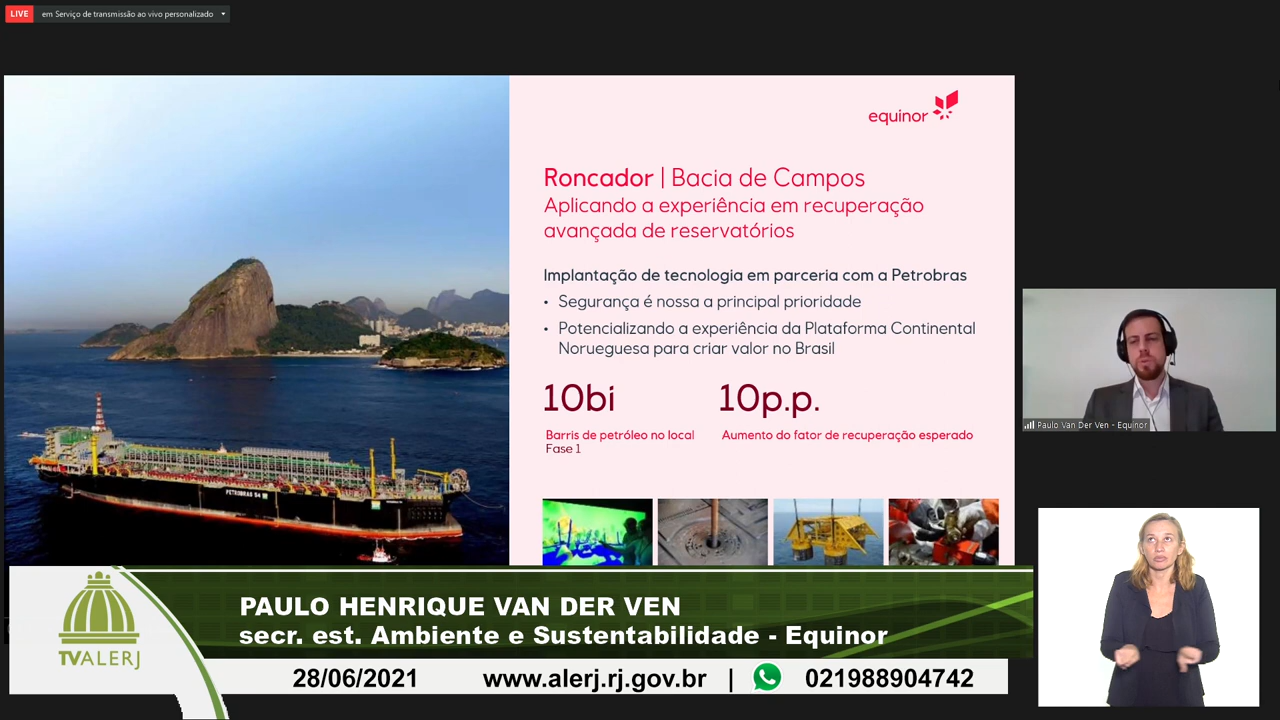 LIVE em Serviço de transmissão ao vivo personalizado
equinor
Roncador | Bacia de Campos
Aplicando a experiência em recuperação
avançada de reservatórios
Implantação de tecnologia em parceria com a Petrobras
• Segurança é nossa a principal prioridade
• Potencializando a experiência da Plataforma Continental
Norueguesa para criar valor no Brasil
10bi
10p.p.
Barris de petróleo no local
Fase 1
Aumento do fator de recuperação esperado
PETROBRAS 54
Paulo Van Der Ven - Equinor
PAULO HENRIQUE VAN DER VEN
secr. est. Ambiente e Sustentabilidade - Equinor
TVALERJ
28/06/2021 www.alerj.rj.gov.br | 021988904742